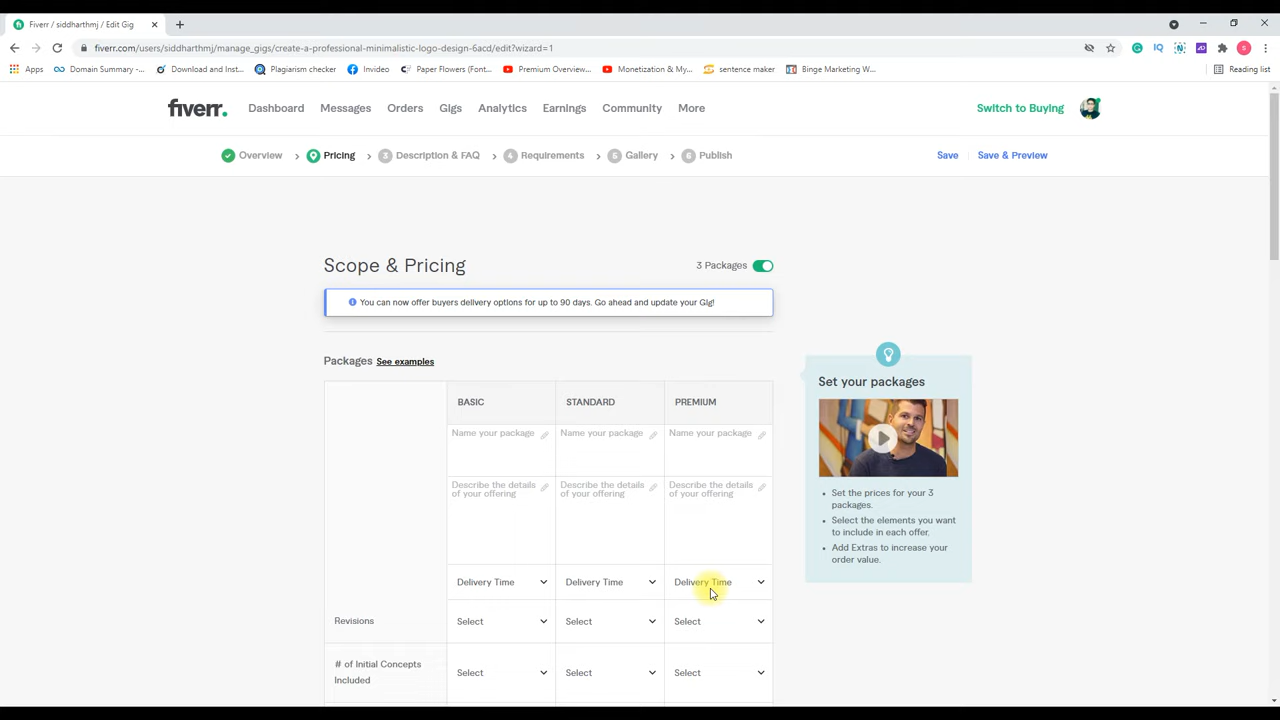 Fiverr / siddharthmj / Edit Gig
fiverr.com/users/siddharthmj/manage_gigs/create-a-professional-minimalistic-logo-design-6acd/edit?wizard=1
Apps Domain Summary -... Download and Inst... Plagiarism checker Invideo Paper Flowers (Font... Premium Overview... Monetization & My... sentence maker Binge Marketing W... Reading list
fiverr. Dashboard Messages Orders Gigs Analytics Earnings Community More Switch to Buying
Overview Pricing 3 Description & FAQ 4 Requirements 5 Gallery 6 Publish Save Save & Preview
Scope & Pricing 3 Packages
You can now offer buyers delivery options for up to 90 days. Go ahead and update your Gig!
Packages See examples
BASIC STANDARD PREMIUM
Name your package Name your package Name your package
Describe the details Describe the details Describe the details
of your offering of your offering of your offering
Delivery Time Delivery Time Delivery Time
Revisions Select Select Select
# of Initial Concepts
Included Select Select Select
Set your packages
Set the prices for your 3
packages.
Select the elements you want
to include in each offer.
Add Extras to increase your
order value.